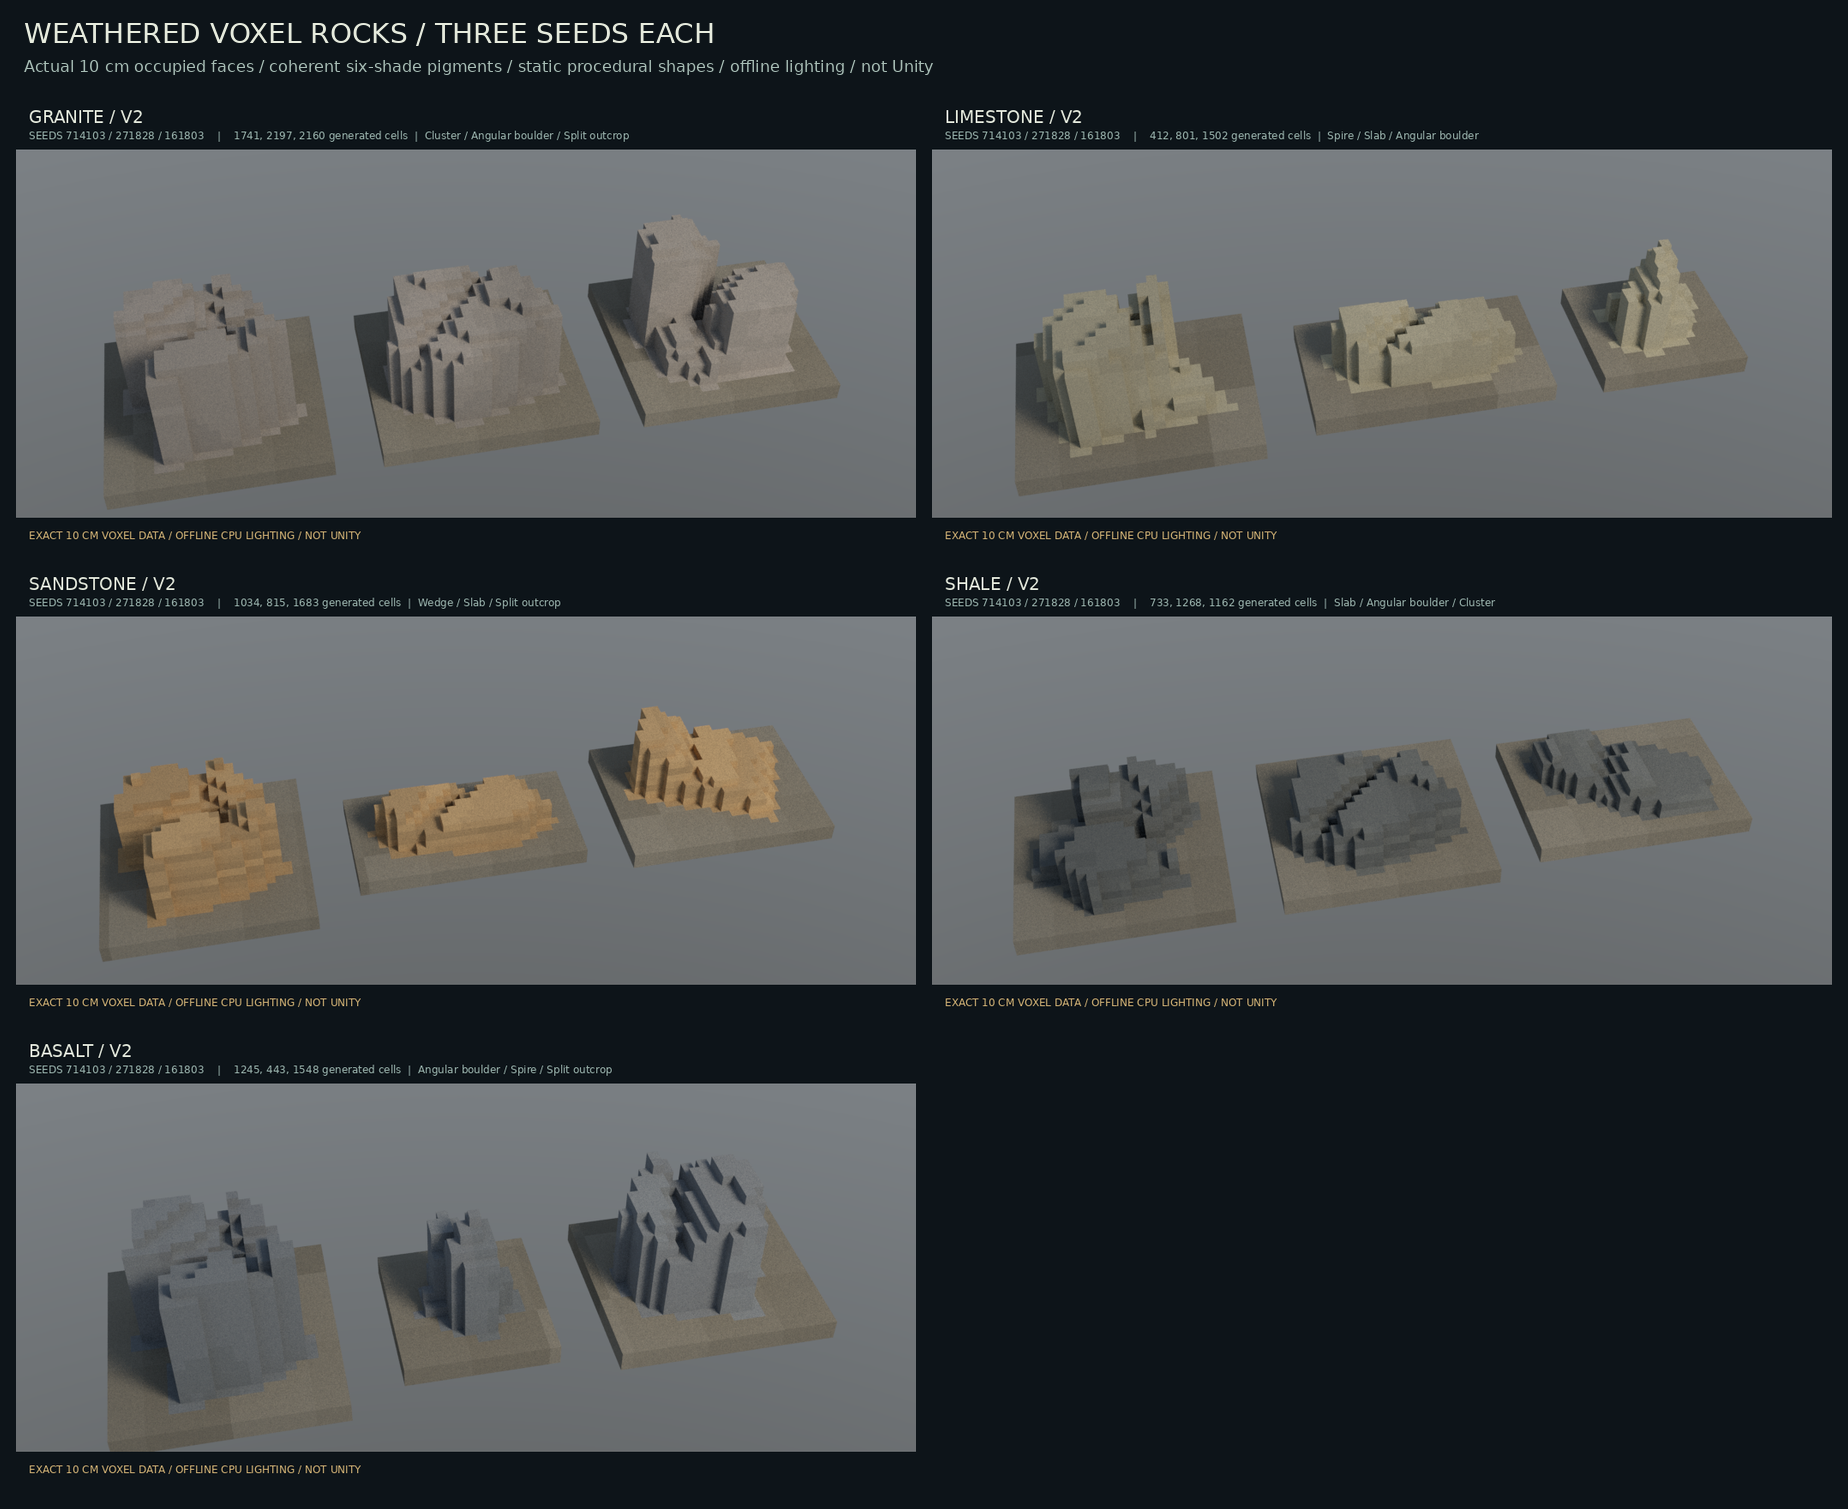 WEATHERED VOXEL ROCKS / THREE SEEDS EACH
Actual 10 cm occupied faces / coherent six-shade pigments / static procedural shapes / offline lighting / not Unity
GRANITE / V2
SEEDS 714103 / 271828 / 161803 | 1741, 2197, 2160 generated cells | Cluster / Angular boulder / Split outcrop
EXACT 10 CM VOXEL DATA / OFFLINE CPU LIGHTING / NOT UNITY
LIMESTONE / V2
SEEDS 714103 / 271828 / 161803 | 412, 801, 1502 generated cells | Spire / Slab / Angular boulder
EXACT 10 CM VOXEL DATA / OFFLINE CPU LIGHTING / NOT UNITY
SANDSTONE / V2
SEEDS 714103 / 271828 / 161803 | 1034, 815, 1683 generated cells | Wedge / Slab / Split outcrop
EXACT 10 CM VOXEL DATA / OFFLINE CPU LIGHTING / NOT UNITY
SHALE / V2
SEEDS 714103 / 271828 / 161803 | 733, 1268, 1162 generated cells | Slab / Angular boulder / Cluster
EXACT 10 CM VOXEL DATA / OFFLINE CPU LIGHTING / NOT UNITY
BASALT / V2
SEEDS 714103 / 271828 / 161803 | 1245, 443, 1548 generated cells | Angular boulder / Spire / Split outcrop
EXACT 10 CM VOXEL DATA / OFFLINE CPU LIGHTING / NOT UNITY